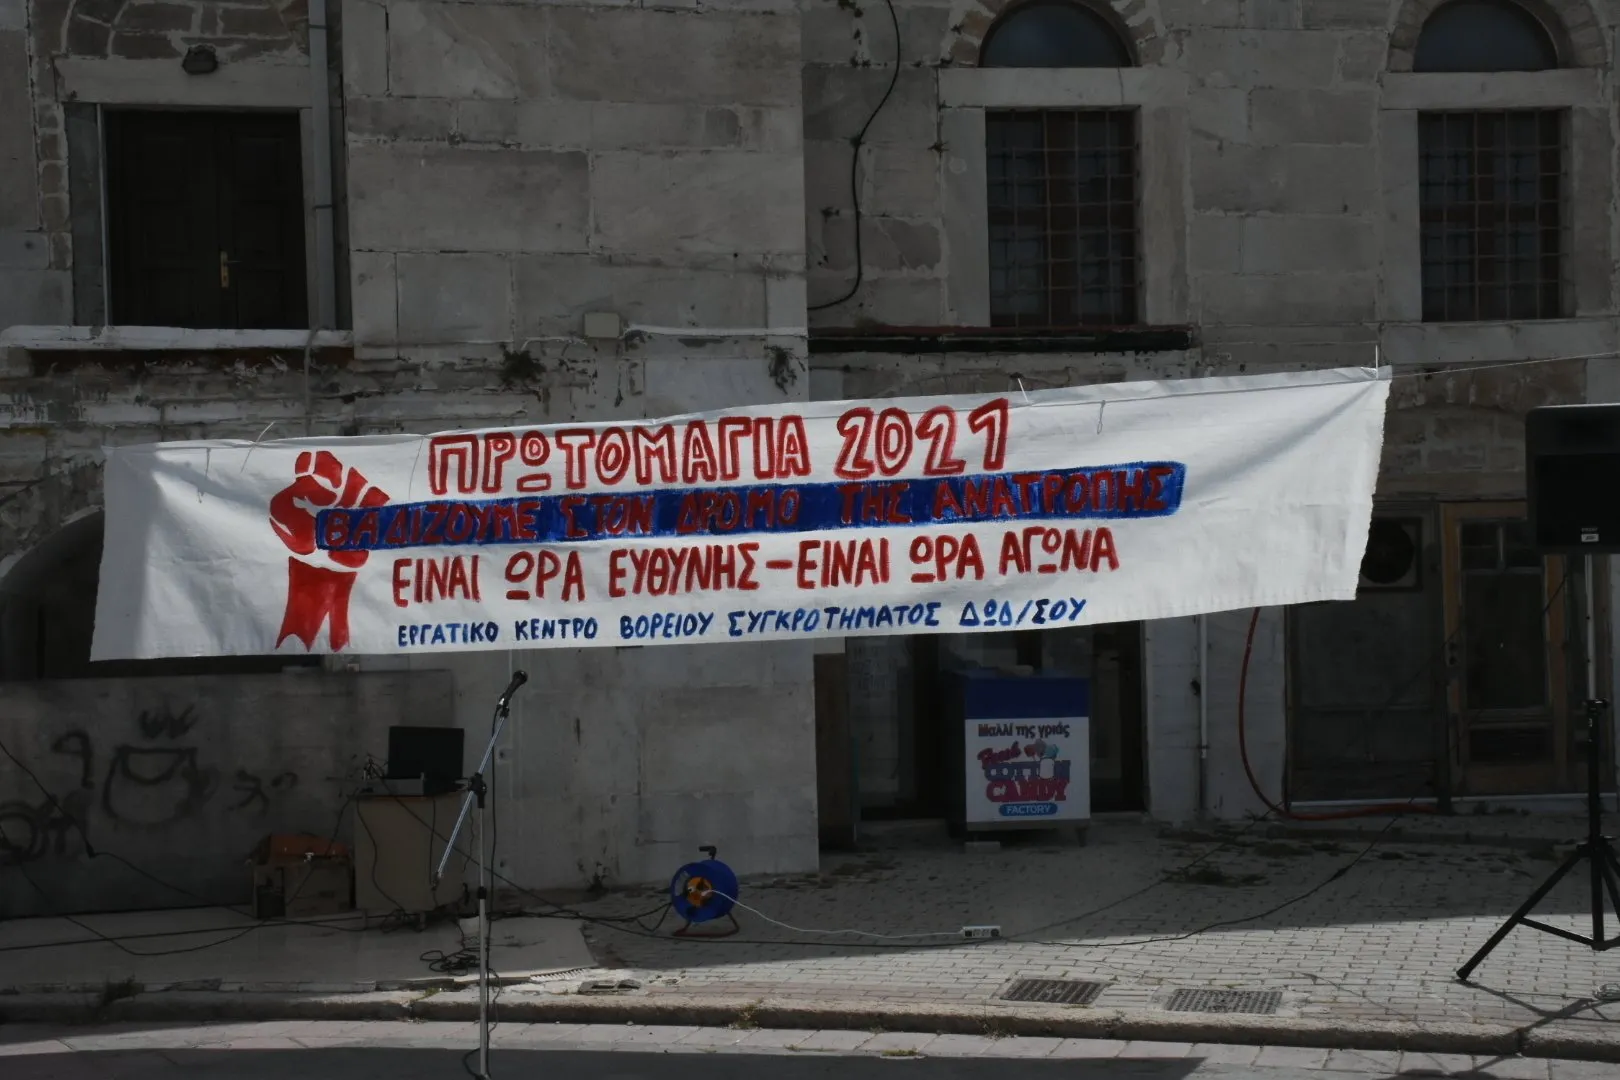 ΠΡΩΤΟΜΑΓΙΑ 2021
ΒΑΔΙΖΟΥΜΕ ΣΤΟΝ ΔΡΟΜΟ ΤΗΣ ΑΝΑΤΡΟΠΗΣ
ΕΙΝΑΙ ΩΡΑ ΕΥΘΥΝΗΣ – ΕΙΝΑΙ ΩΡΑ ΑΓΩΝΑ
ΕΡΓΑΤΙΚΟ ΚΕΝΤΡΟ ΒΟΡΕΙΟΥ ΣΥΓΚΡΟΤΗΜΑΤΟΣ ΔΩΔ/ΣΟΥ
Μαλλί της γριάς
Fresh
COTTON
CANDY
FACTORY